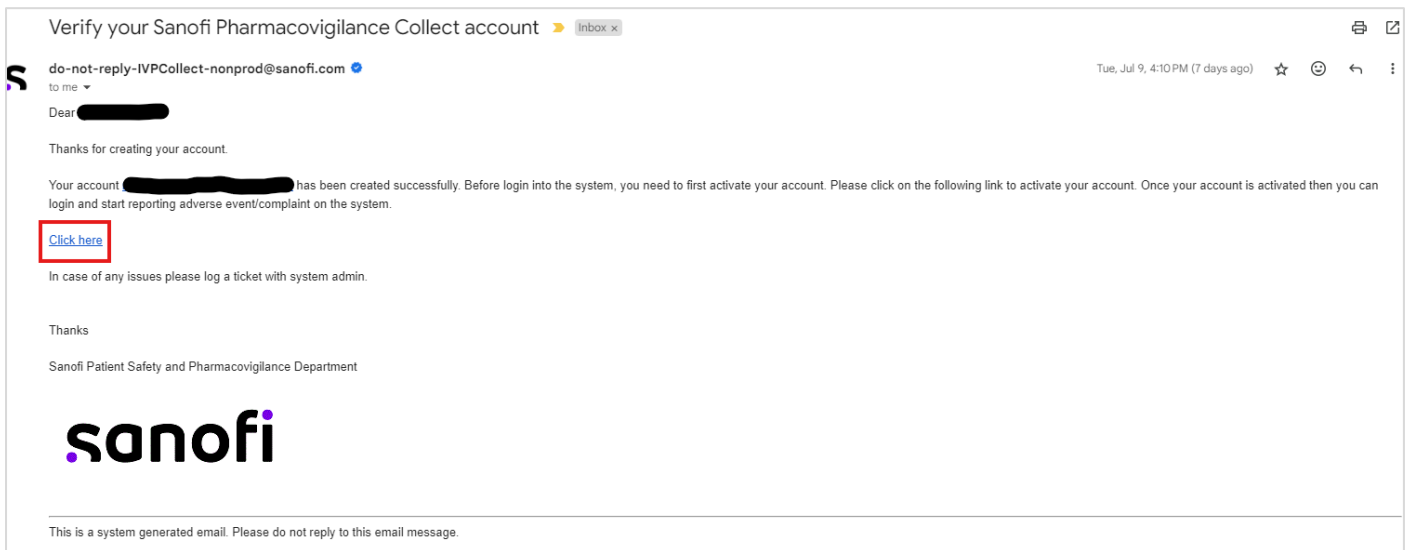 Verify your Sanofi Pharmacovigilance Collect account Inbox x
do-not-reply-IVPCollect-nonprod@sanofi.com Tue, Jul 9, 4:10 PM (7 days ago)
to me
Dear
Thanks for creating your account.
Your account has been created successfully. Before login into the system, you need to first activate your account. Please click on the following link to activate your account. Once your account is activated then you can
login and start reporting adverse event/complaint on the system.
Click here
In case of any issues please log a ticket with system admin.
Thanks
Sanofi Patient Safety and Pharmacovigilance Department
sanofi
This is a system generated email. Please do not reply to this email message.